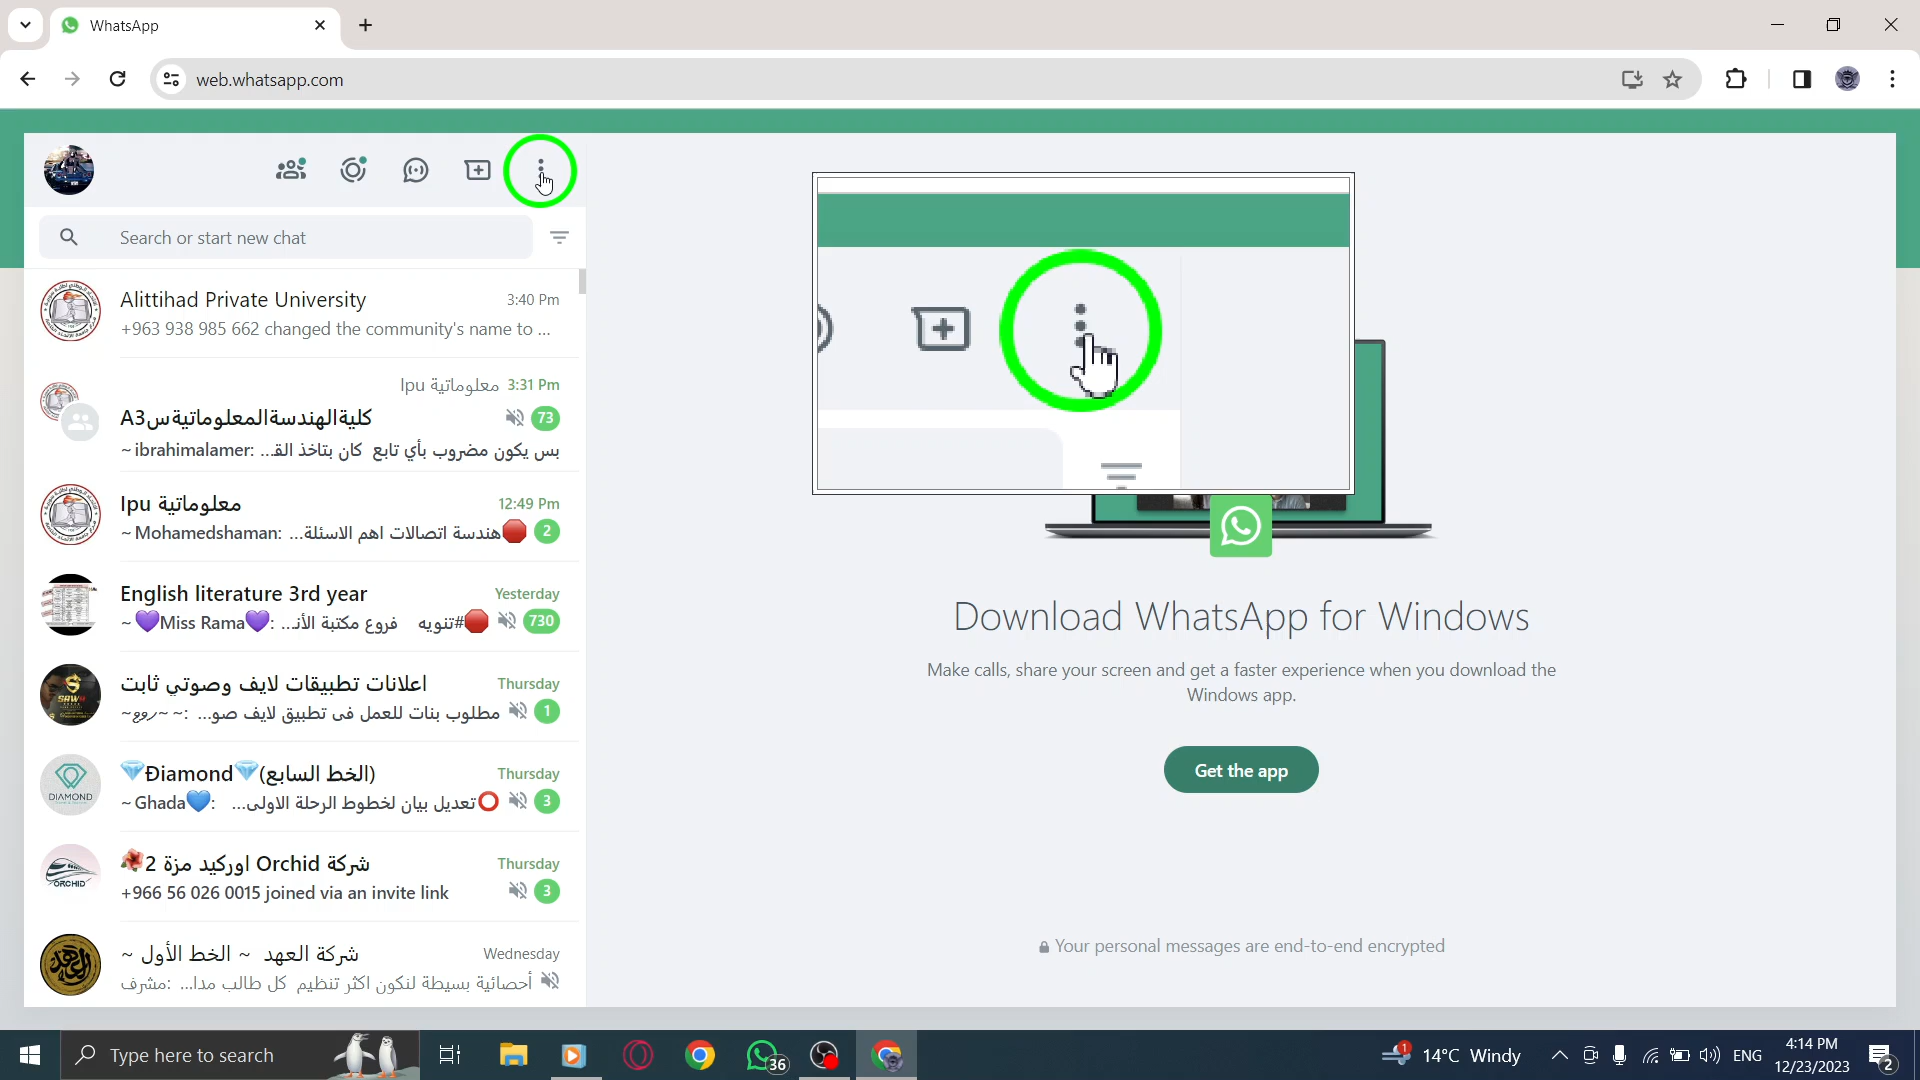 WhatsApp
web.whatsapp.com
Search or start new chat
Alittihad Private University 3:40 Pm
+963 938 985 662 changed the community's name to ...
معلوماتية Ipu 3:31 Pm
كليةالهندسةالمعلوماتيةسA3 73
~ ibrahimalamer: بس يكون مضروب بأي تابع كان بتاخذ الق...
معلوماتية Ipu 12:49 Pm
~ Mohamedshaman: 🛑هندسة اتصالات اهم الاسئلة... 2
English literature 3rd year Yesterday
~ 💜Miss Rama💜: 🛑#تنويه فروع مكتبة الأنـ... 730
اعلانات تطبيقات لايف وصوتي ثابت Thursday
مطلوب بنات للعمل في تطبيق لايف صو... 1
💎Điamond💎(الخط السابع) Thursday
DIAMOND
~ Ghada💙: ⭕تعديل بيان لخطوط الرحلة الاولى... 3
🌺شركة Orchid اوركيد مزة 2 Thursday
ORCHID
+966 56 026 0015 joined via an invite link 3
شركة العهد ~ الخط الأول ~ Wednesday
مشرف: أحصائية بسيطة لنكون اكثر تنظيم كل طالب مدا...
Download WhatsApp for Windows
Make calls, share your screen and get a faster experience when you download the
Windows app.
Get the app
Your personal messages are end-to-end encrypted
Type here to search
36
1
14°C Windy
ENG
4:14 PM
12/23/2023
2